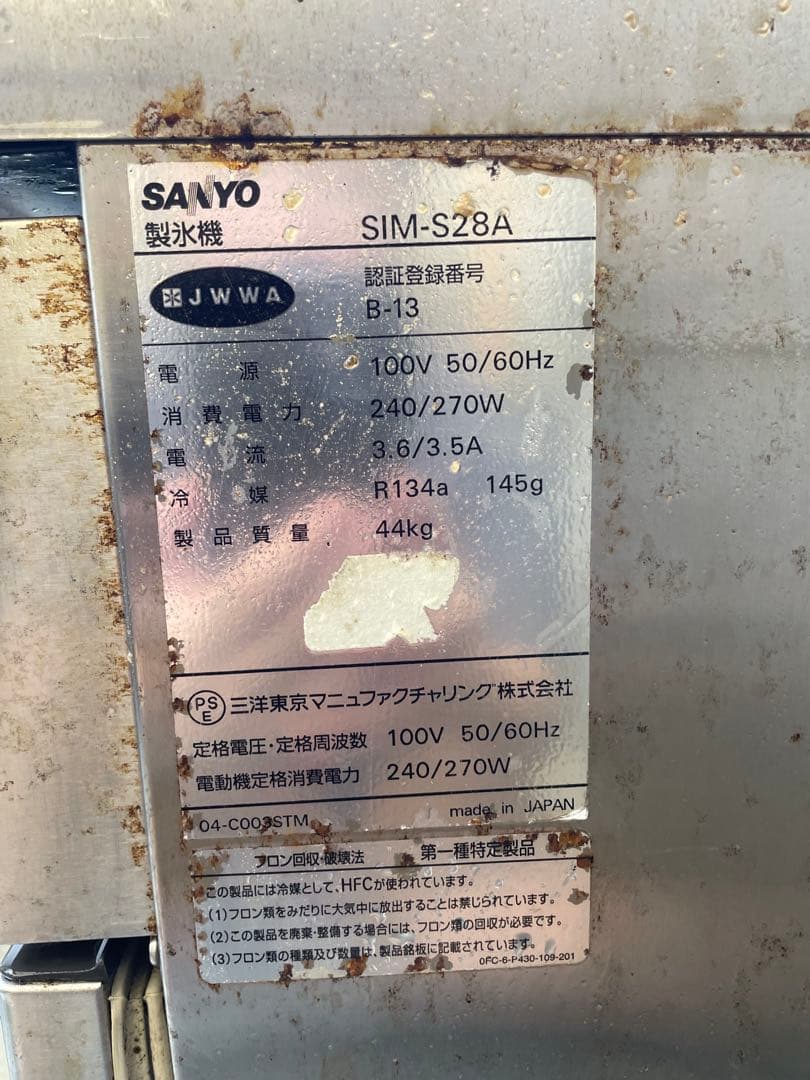 SANYO
製氷機 SIM-S28A
JWWA 認証登録番号
B-13
電源 100V 50/60Hz
消費電力 240/270W
電流 3.6/3.5A
冷媒 R134a 145g
製品質量 44kg
PSE 三洋東京マニュファクチャリング株式会社
定格電圧・定格周波数 100V 50/60Hz
電動機定格消費電力 240/270W
04-C003STM made in JAPAN
フロン回収・破壊法 第一種特定製品
この製品には冷媒として、HFCが使われています。
(1)フロン類をみだりに大気中に放出することは禁じられています。
(2)この製品を廃棄・整備する場合には、フロン類の回収が必要です。
(3)フロン類の種類及び数量は、製品銘板に記載されています。
0FC-6-P430-109-201